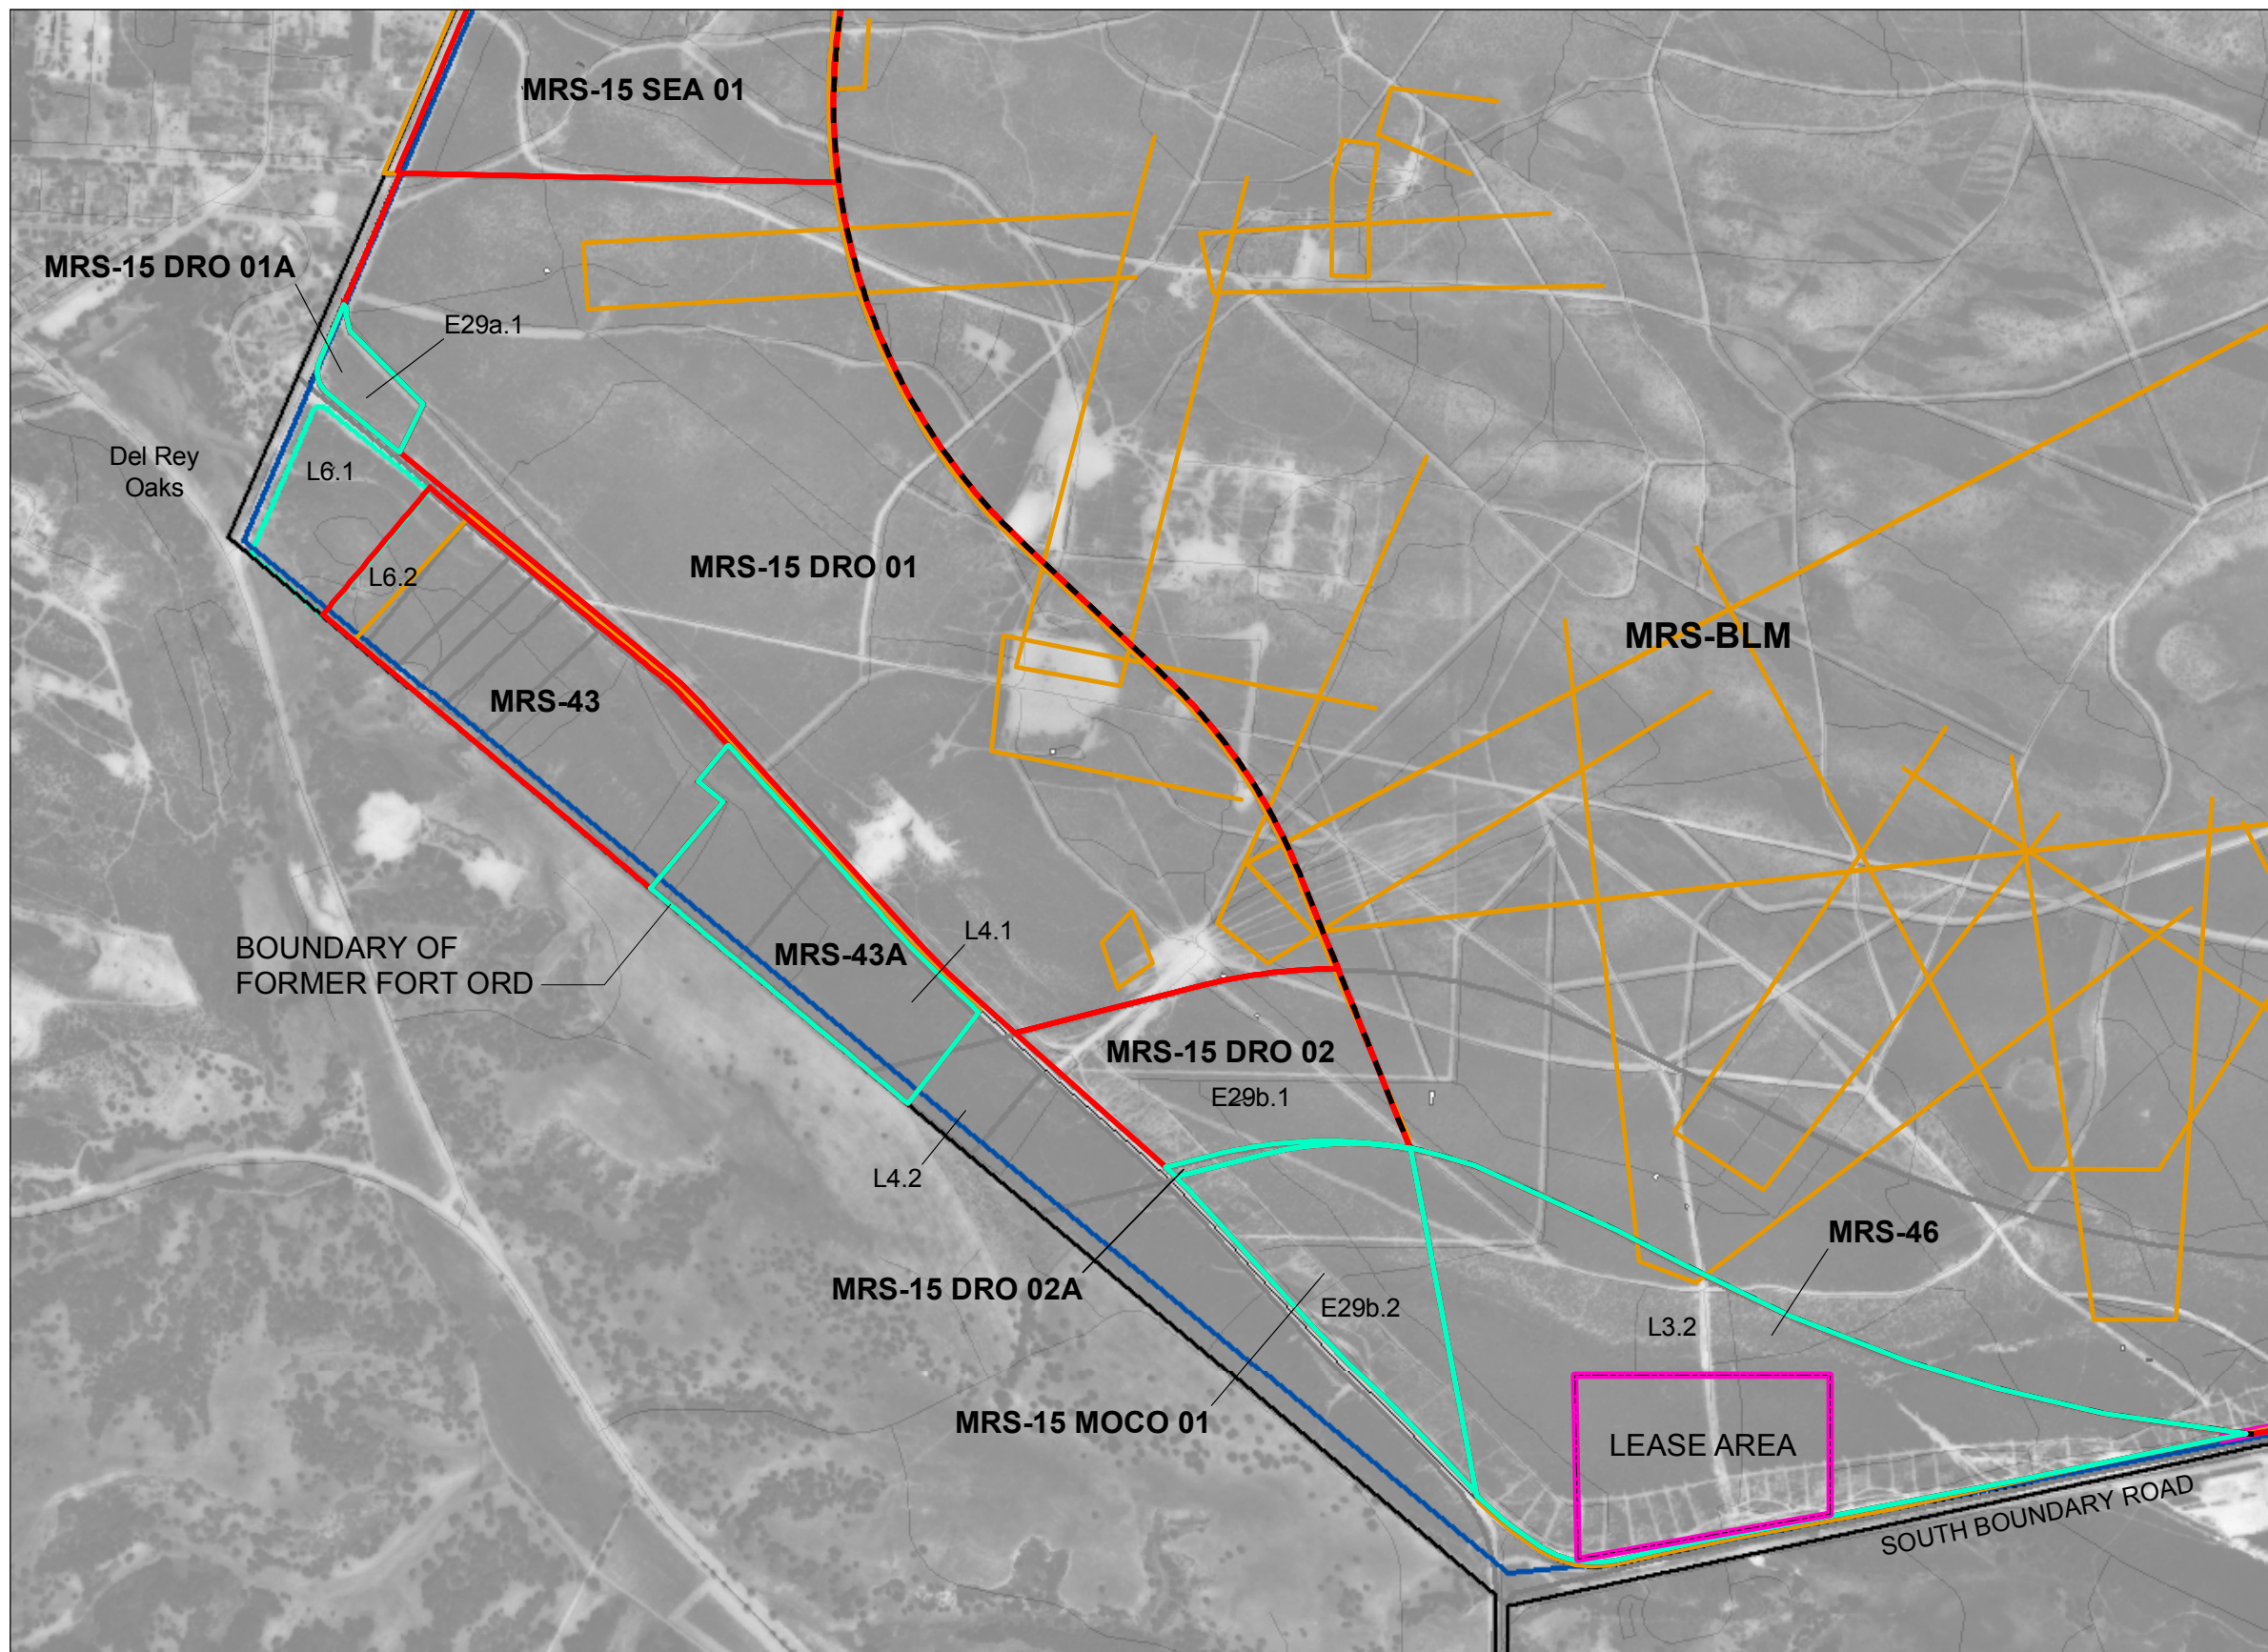 MRS-15 SEA 01
MRS-15 DRO 01A
E29a.1
Del Rey
Oaks
L6.1
MRS-15 DRO 01
L6.2
MRS-BLM
MRS-43
L4.1
BOUNDARY OF
FORMER FORT ORD
MRS-43A
MRS-15 DRO 02
E29b.1
L4.2
MRS-46
MRS-15 DRO 02A
E29b.2
L3.2
MRS-15 MOCO 01
LEASE AREA
SOUTH BOUNDARY ROAD